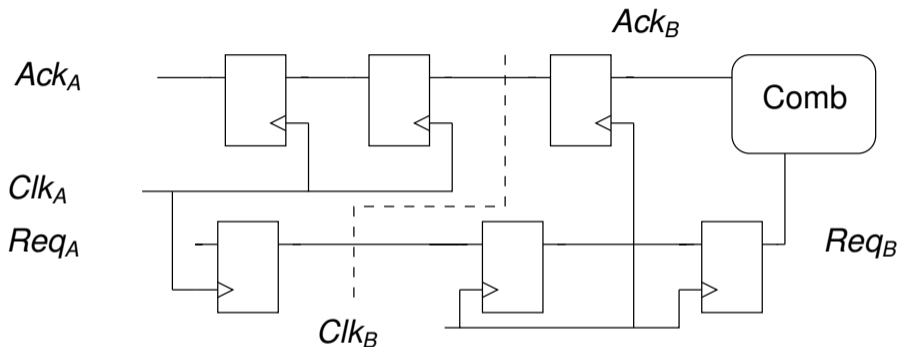 Ack_B
Ack_A
Comb
Clk_A
Req_A
Req_B
Clk_B